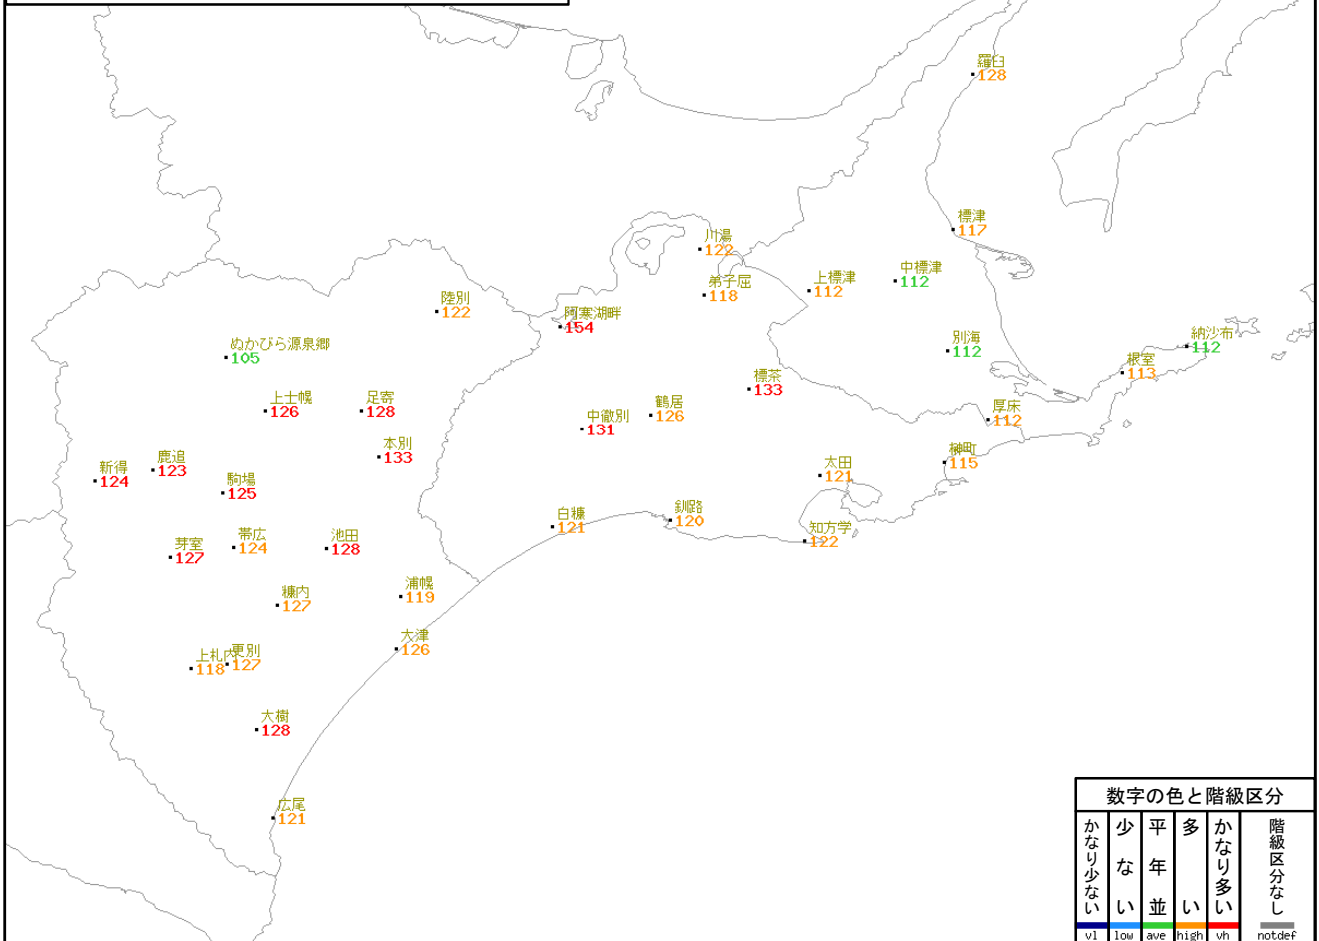 羅臼
128
標津
117
川湯
122
中標津
112
上標津
112
弟子屈
118
陸別
122
阿寒湖畔
154
納沙布
112
ぬかびら源泉郷
105
別海
112
根室
113
標茶
133
上士幌
126
足寄
128
鶴居
126
厚床
112
中徹別
131
本別
133
榊町
115
鹿追
123
新得
124
太田
121
駒場
125
白糠
121
釧路
120
知方学
122
帯広
124
池田
128
芽室
127
浦幌
119
糠内
127
大津
126
更別
127
上札内
118
大樹
128
広尾
121
数字の色と階級区分
かなり少ない
少ない
平年並
多い
かなり多い
階級区分なし
vl low ave high vh notdef